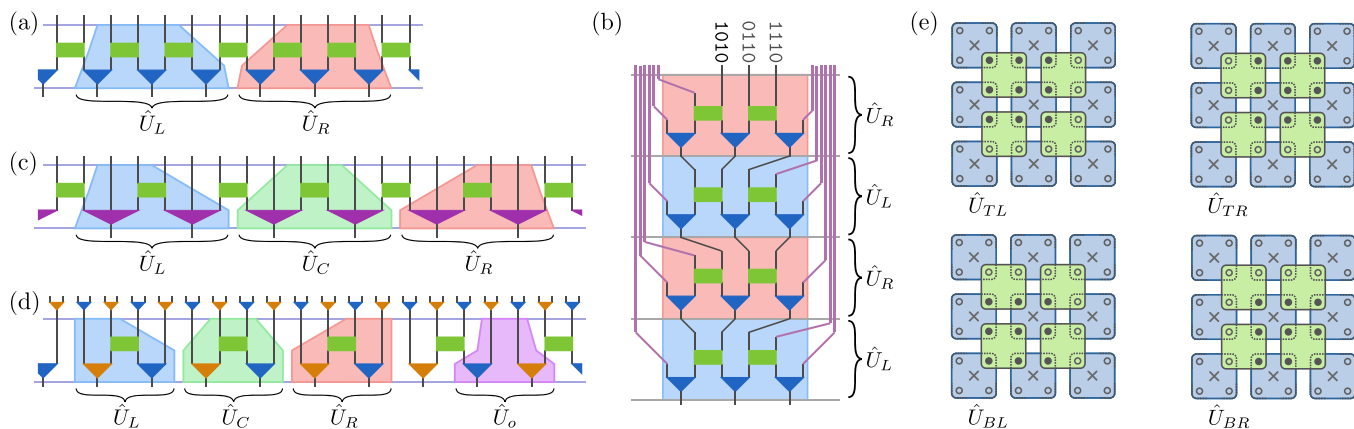 (a)
Û_L
Û_R
(b)
1010
0110
1110
Û_R
Û_L
Û_R
Û_L
(c)
Û_L
Û_C
Û_R
(d)
Û_L
Û_C
Û_R
Û_o
(e)
Û_TL
Û_TR
Û_BL
Û_BR